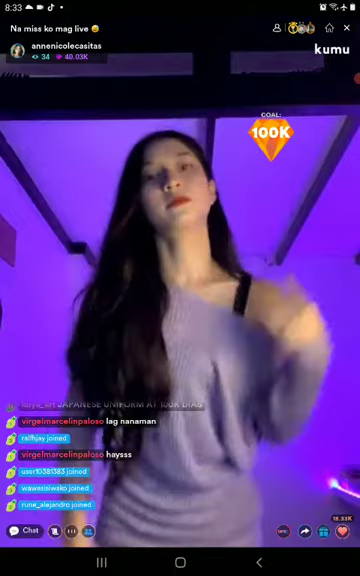 8:33
Na miss ko mag live 😄
annenicolecasitas
34 40.03K
kumu
GOAL:
100K
JAPANESE UNIFORM AT 100K DIAS
virgelmarcelinpaloso lag nanaman
ralfhjay joined
virgelmarcelinpaloso haysss
user10381383 joined
wawasisiwako joined
rune_alejandro joined
18.33K
Chat